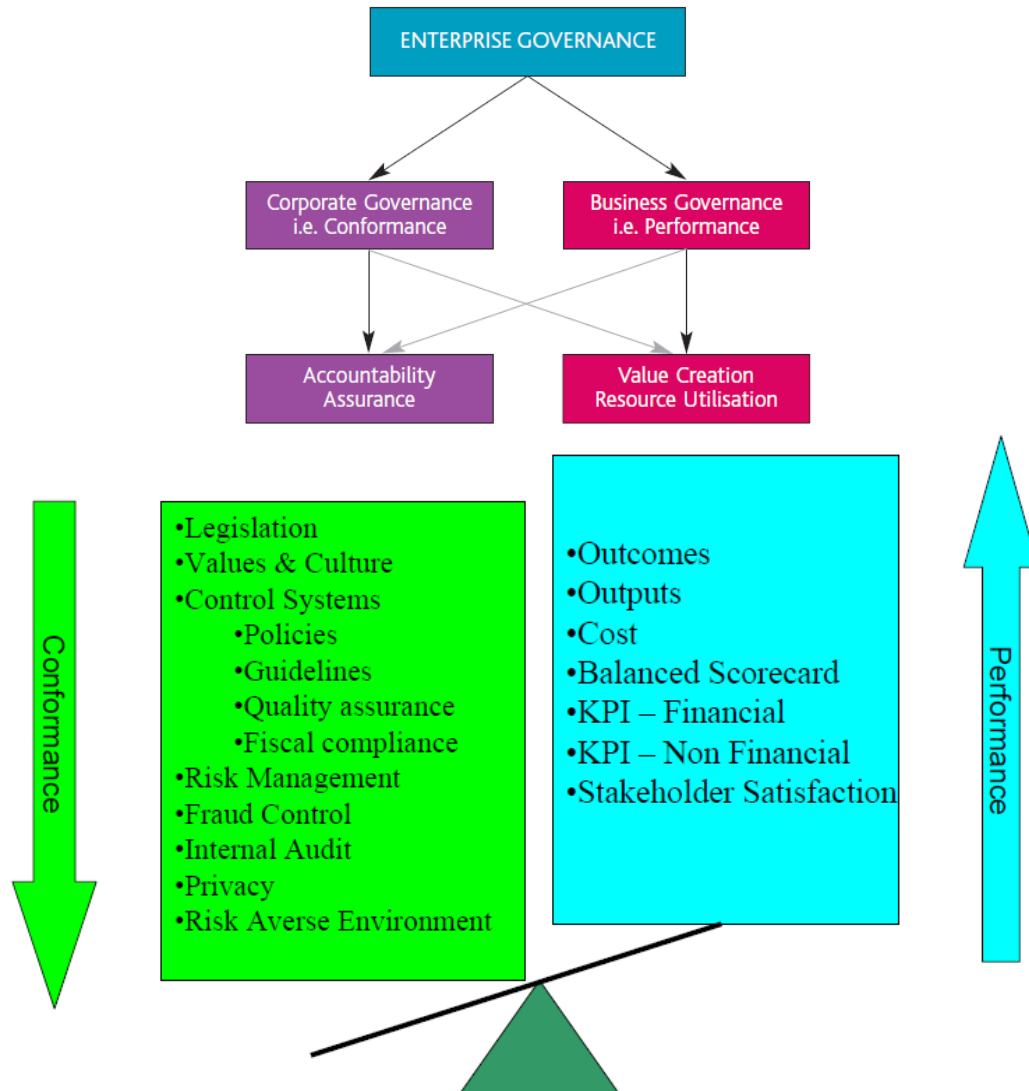 ENTERPRISE GOVERNANCE
Corporate Governance
i.e. Conformance
Business Governance
i.e. Performance
Accountability
Assurance
Value Creation
Resource Utilisation
Conformance
•Legislation
•Values & Culture
•Control Systems
•Policies
•Guidelines
•Quality assurance
•Fiscal compliance
•Risk Management
•Fraud Control
•Internal Audit
•Privacy
•Risk Averse Environment
•Outcomes
•Outputs
•Cost
•Balanced Scorecard
•KPI – Financial
•KPI – Non Financial
•Stakeholder Satisfaction
Performance